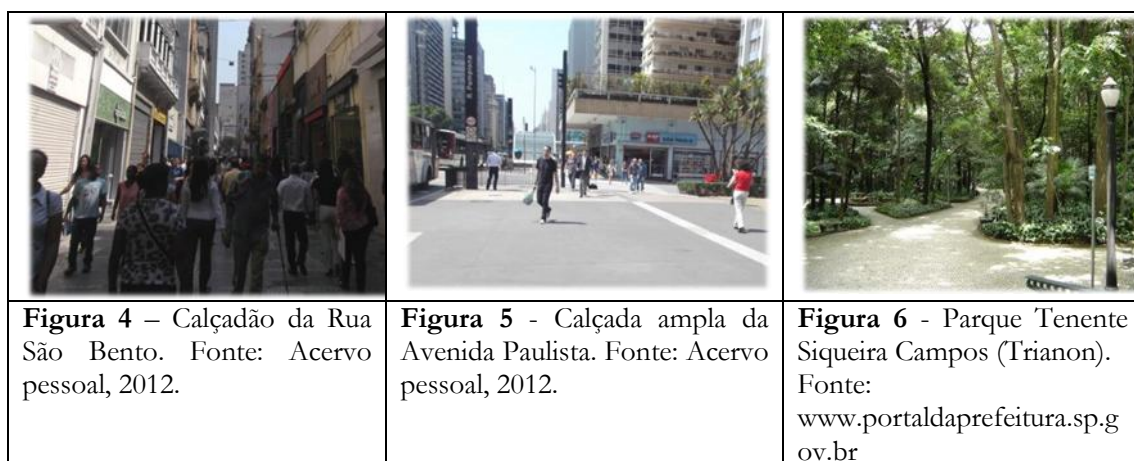 Figura 4 – Calçadão da Rua
São Bento. Fonte: Acervo
pessoal, 2012.
Figura 5 - Calçada ampla da
Avenida Paulista. Fonte: Acervo
pessoal, 2012.
Figura 6 - Parque Tenente
Siqueira Campos (Trianon).
Fonte:
www.portaldaprefeitura.sp.g
ov.br